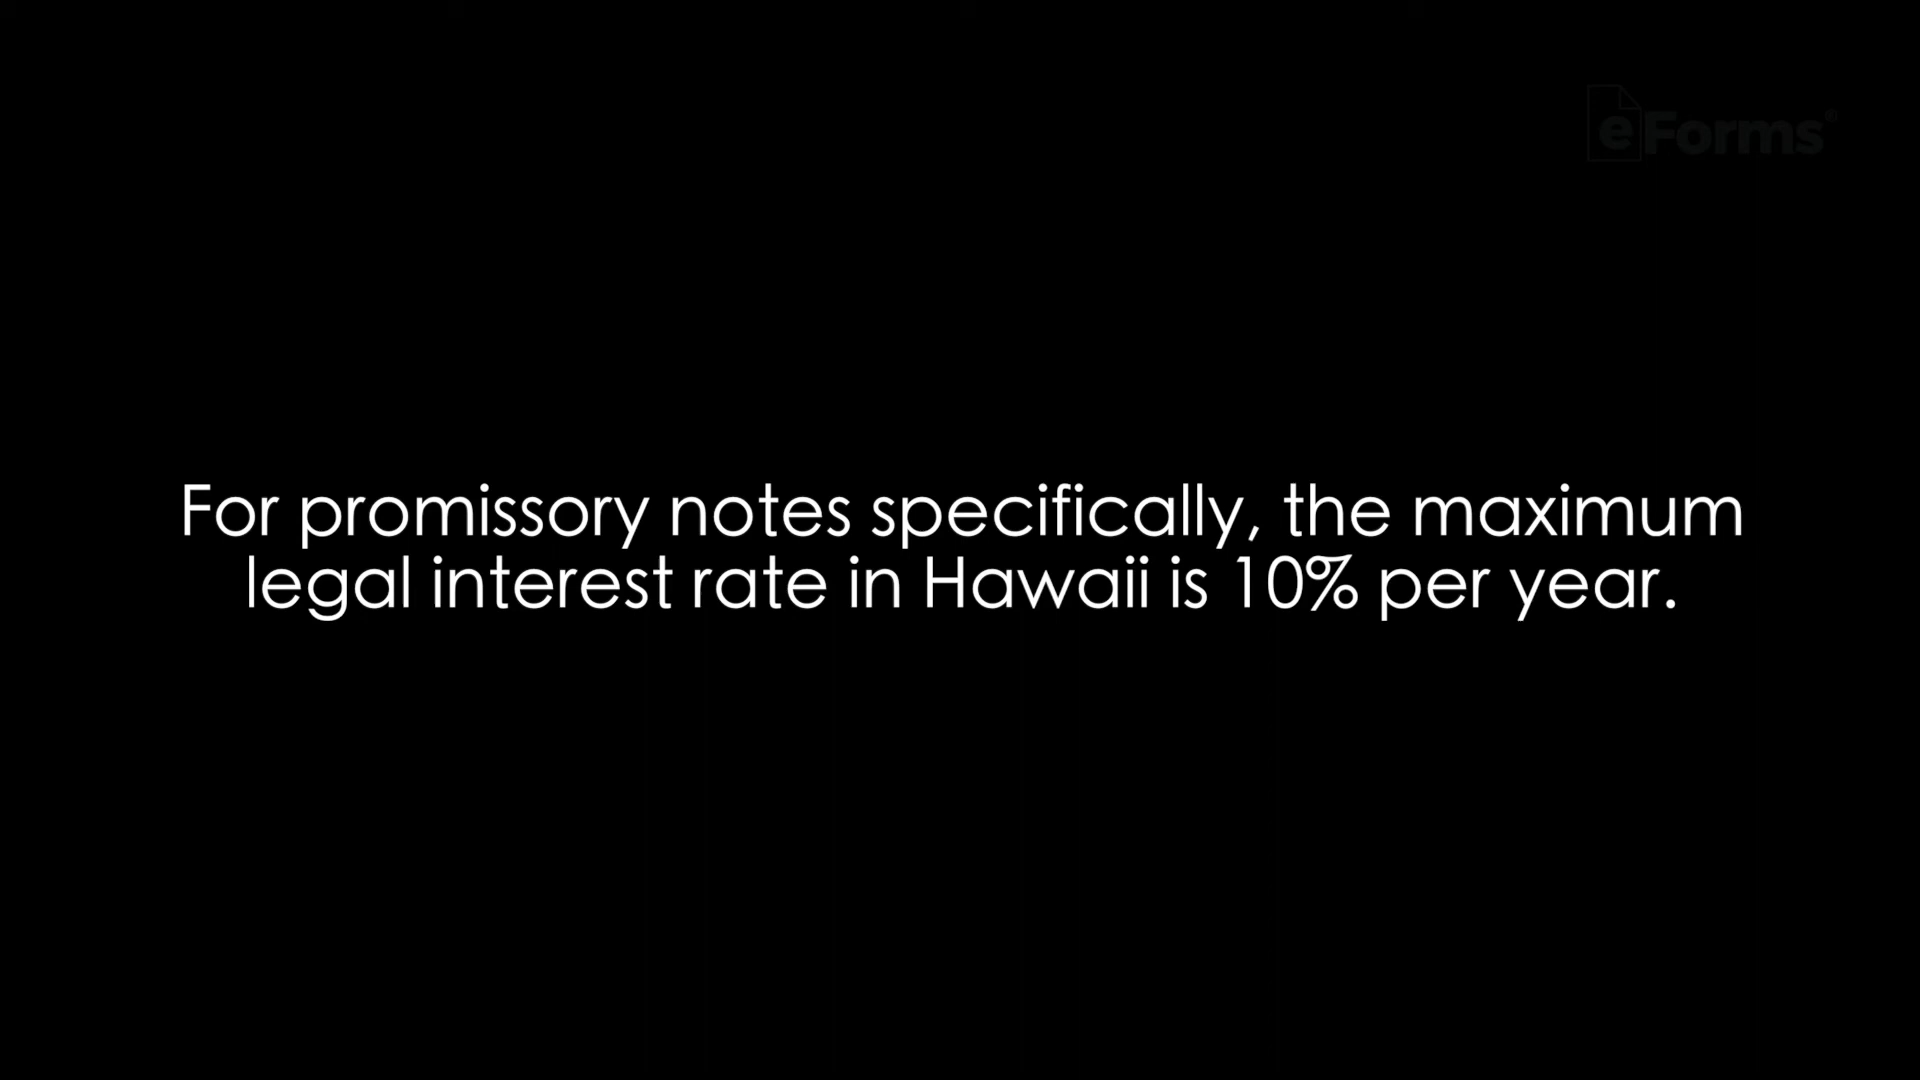 eForms®
For promissory notes specifically, the maximum
legal interest rate in Hawaii is 10% per year.